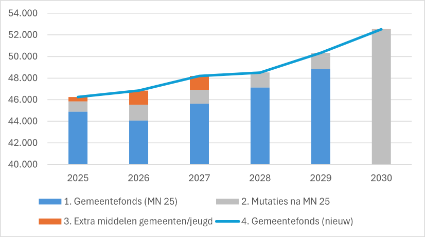 54.000
52.000
50.000
48.000
46.000
44.000
42.000
40.000
2025 2026 2027 2028 2029 2030
1. Gemeentefonds (MN 25) 2. Mutaties na MN 25
3. Extra middelen gemeenten/jeugd 4. Gemeentefonds (nieuw)